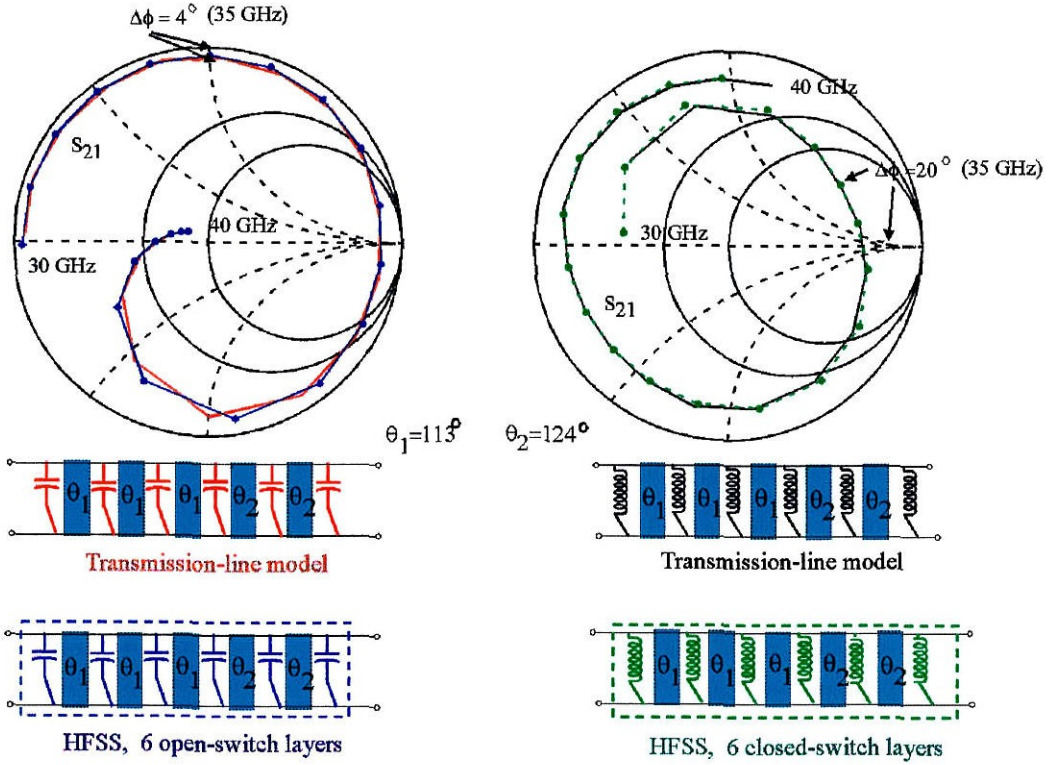 Δϕ = 4° (35 GHz)
S21
40 GHz
30 GHz
40 GHz
Δϕ =20° (35 GHz)
30 GHz
S21
θ1=113°
θ2=124°
θ1 θ1 θ1 θ2 θ2
Transmission-line model
θ1 θ1 θ1 θ2 θ2
Transmission-line model
θ1 θ1 θ1 θ2 θ2
HFSS, 6 open-switch layers
θ1 θ1 θ1 θ2 θ2
HFSS, 6 closed-switch layers